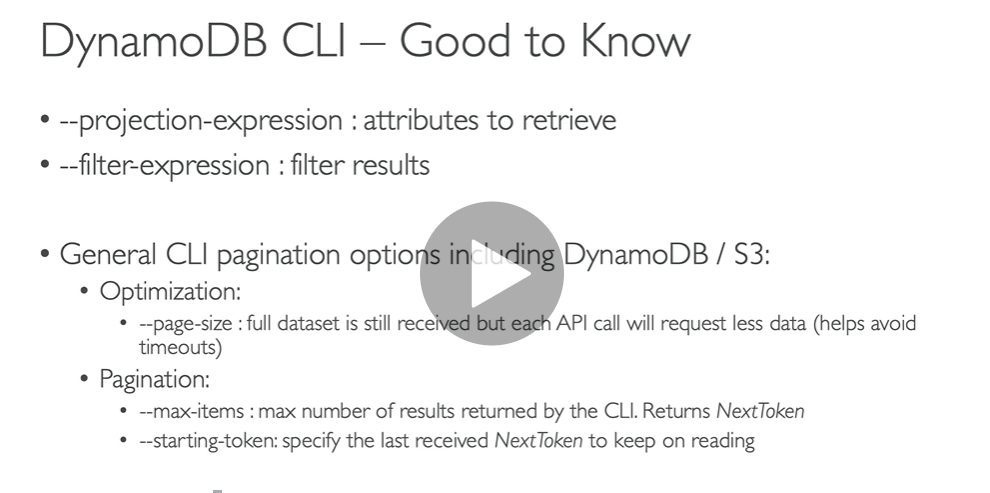 DynamoDB CLI – Good to Know
• --projection-expression : attributes to retrieve
• --filter-expression : filter results
• General CLI pagination options including DynamoDB / S3:
• Optimization:
• --page-size : full dataset is still received but each API call will request less data (helps avoid
timeouts)
• Pagination:
• --max-items : max number of results returned by the CLI. Returns NextToken
• --starting-token: specify the last received NextToken to keep on reading